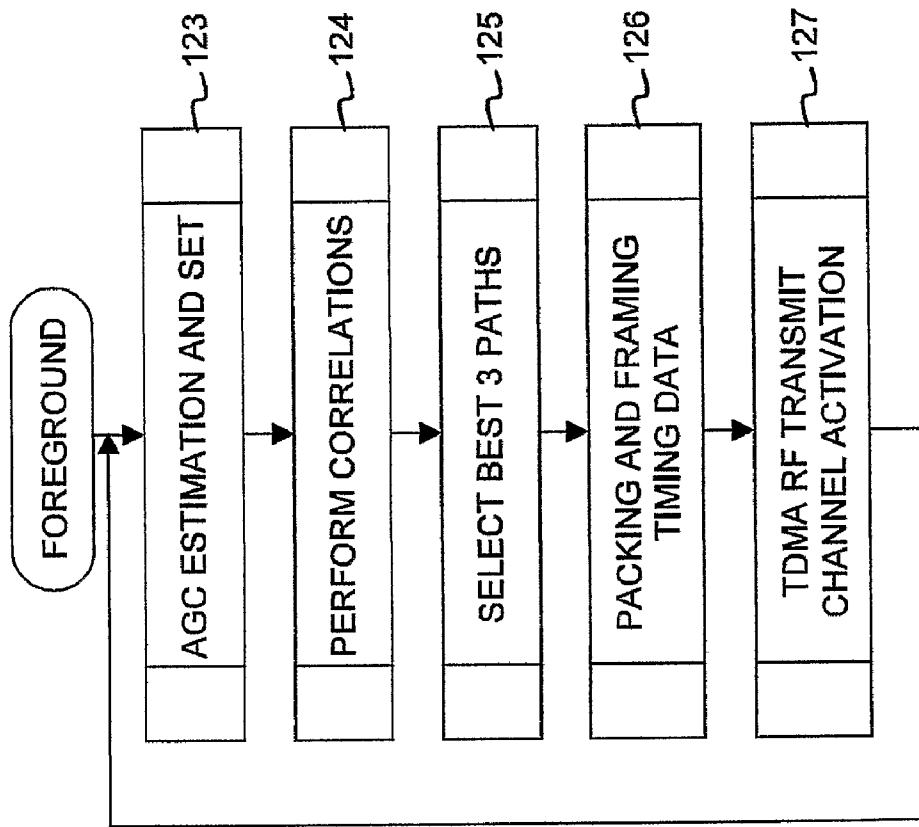 FOREGROUND
AGC ESTIMATION AND SET
123
PERFORM CORRELATIONS
124
SELECT BEST 3 PATHS
125
PACKING AND FRAMING
TIMING DATA
126
TDMA RF TRANSMIT
CHANNEL ACTIVATION
127